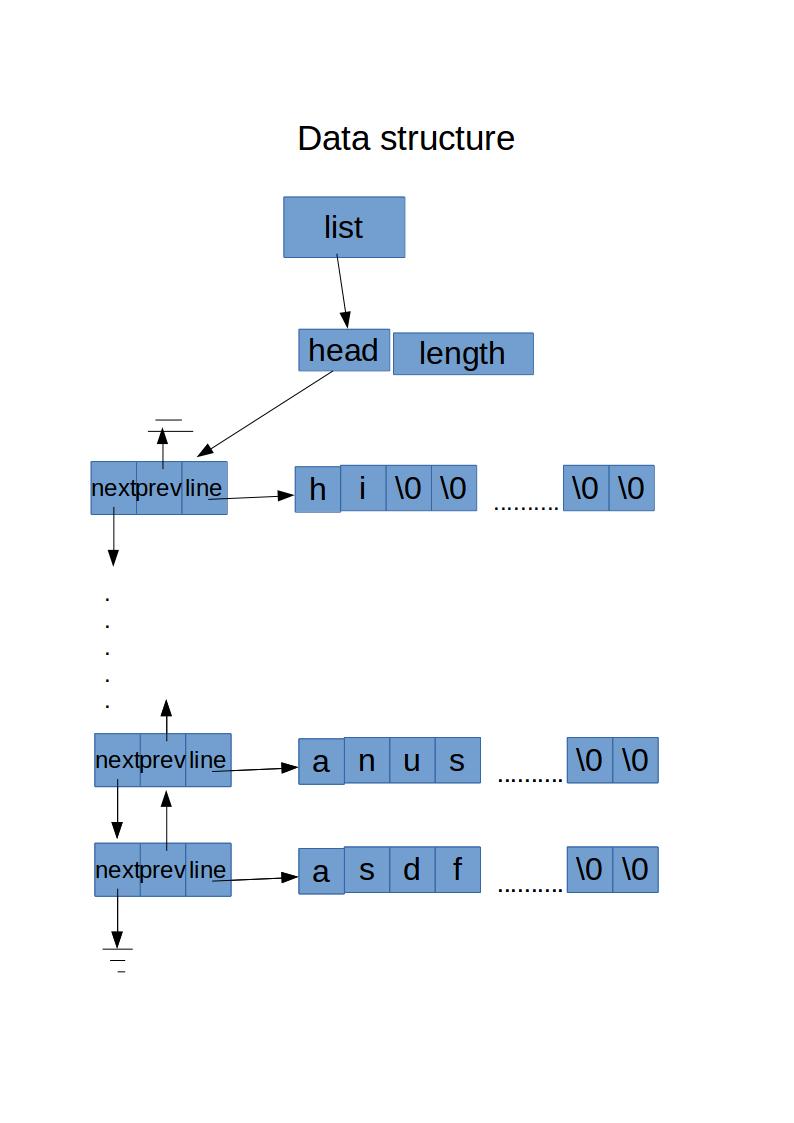 Data structure
list
head length
next prev line h i \0 \0 .......... \0 \0
.
.
.
.
.
next prev line a n u s .......... \0 \0
next prev line a s d f .......... \0 \0